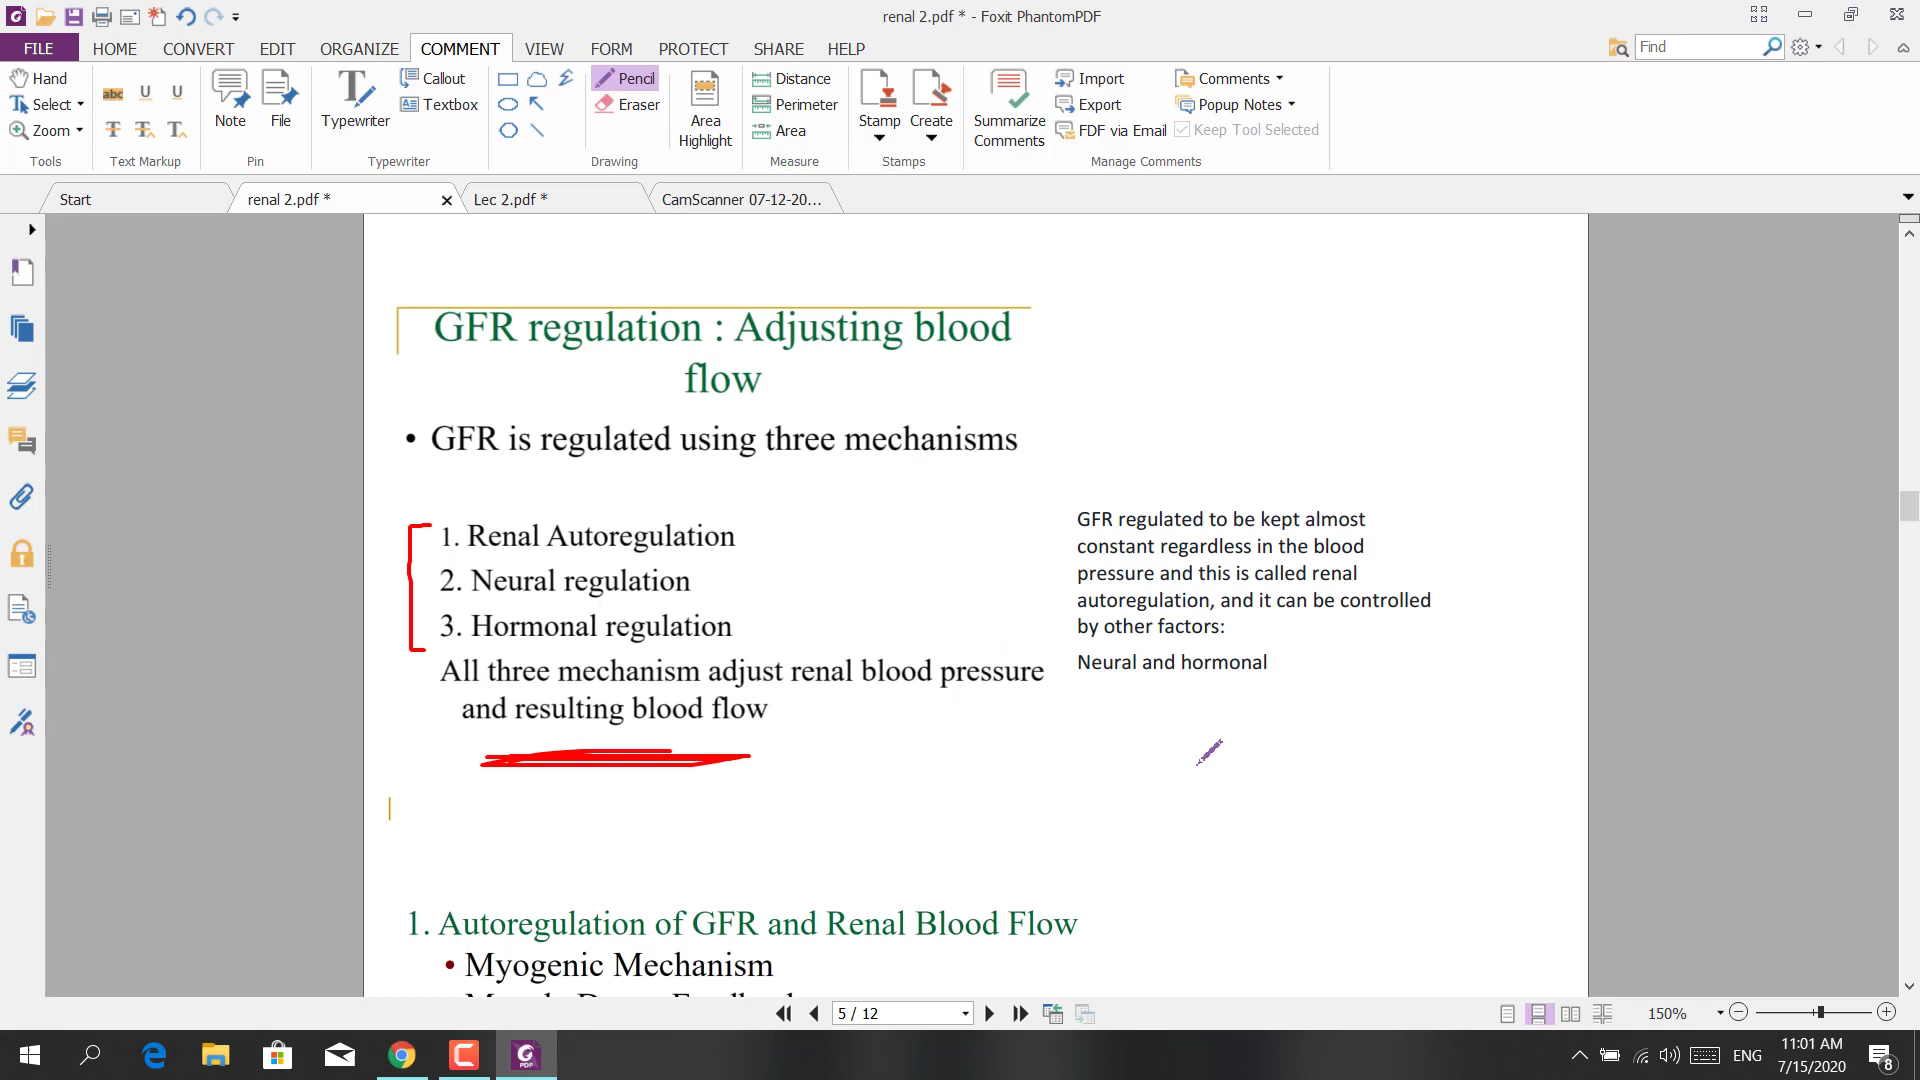 renal 2.pdf * - Foxit PhantomPDF
FILE HOME CONVERT EDIT ORGANIZE COMMENT VIEW FORM PROTECT SHARE HELP
Find
Hand
Select
Zoom
Tools
abc U U
T T T
Text Markup
Note
File
Pin
Typewriter
Callout
Textbox
Typewriter
Pencil
Eraser
Drawing
Area
Highlight
Distance
Perimeter
Area
Measure
Stamp
Create
Stamps
Summarize
Comments
Import
Export
FDF via Email
Comments
Popup Notes
Keep Tool Selected
Manage Comments
Start
renal 2.pdf *
Lec 2.pdf *
CamScanner 07-12-20...
GFR regulation : Adjusting blood
flow
• GFR is regulated using three mechanisms
1. Renal Autoregulation
2. Neural regulation
3. Hormonal regulation
All three mechanism adjust renal blood pressure
and resulting blood flow
GFR regulated to be kept almost
constant regardless in the blood
pressure and this is called renal
autoregulation, and it can be controlled
by other factors:
Neural and hormonal
1. Autoregulation of GFR and Renal Blood Flow
• Myogenic Mechanism
5 / 12
150%
ENG
11:01 AM
7/15/2020
8